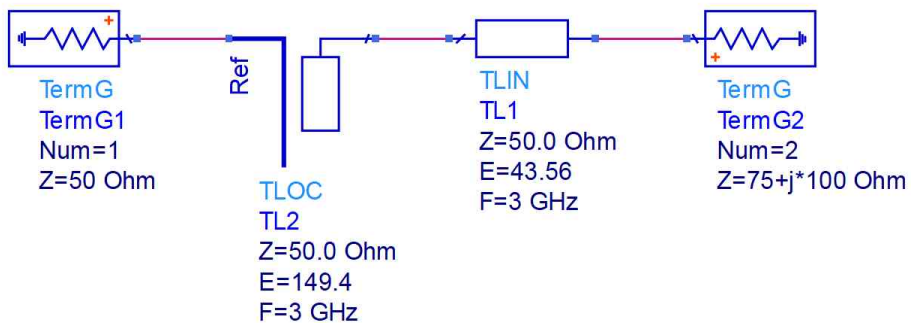 +
TermG
TermG1
Num=1
Z=50 Ohm
Ref
TLOC
TL2
Z=50.0 Ohm
E=149.4
F=3 GHz
TLIN
TL1
Z=50.0 Ohm
E=43.56
F=3 GHz
+
TermG
TermG2
Num=2
Z=75+j*100 Ohm